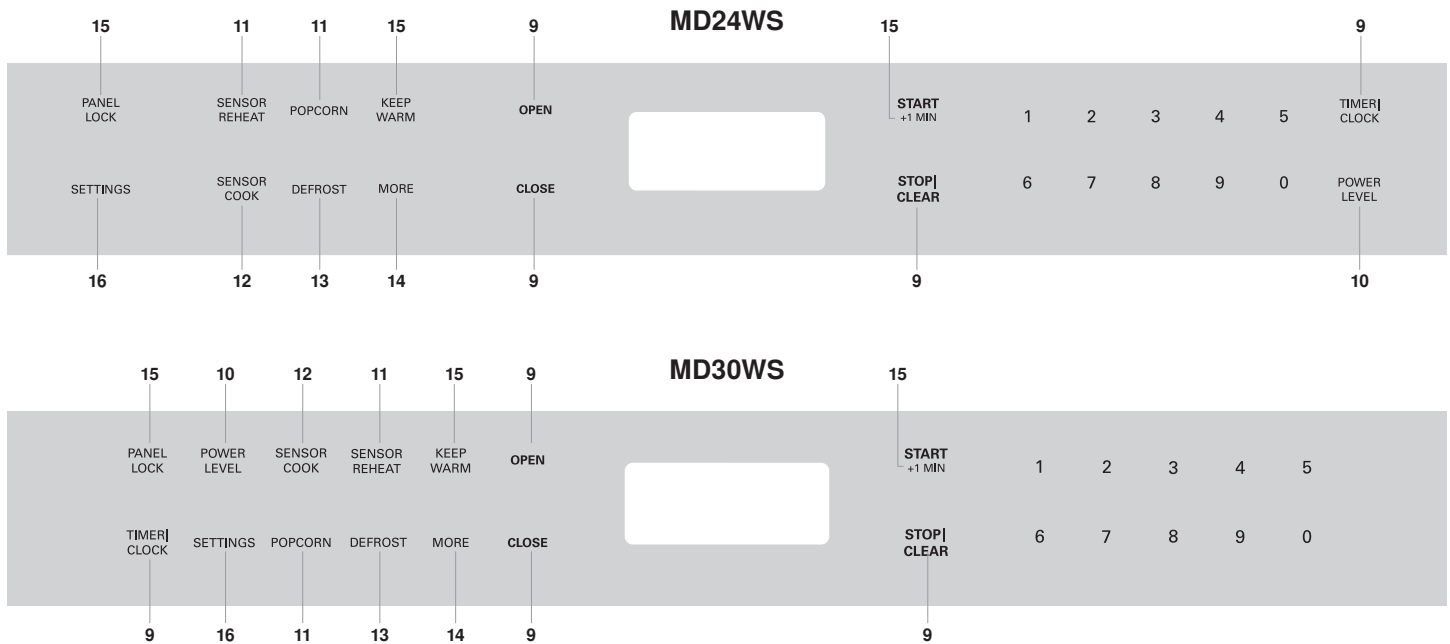 MD24WS
15 11 11 15 9 15 9
PANEL LOCK
SENSOR REHEAT
POPCORN
KEEP WARM
OPEN
START
+1 MIN
1 2 3 4 5
TIMER| CLOCK
SETTINGS
SENSOR COOK
DEFROST
MORE
CLOSE
STOP| CLEAR
6 7 8 9 0
POWER LEVEL
16 12 13 14 9 9 10
MD30WS
15 10 12 11 15 9 15
PANEL LOCK
POWER LEVEL
SENSOR COOK
SENSOR REHEAT
KEEP WARM
OPEN
START
+1 MIN
1 2 3 4 5
TIMER| CLOCK
SETTINGS
POPCORN
DEFROST
MORE
CLOSE
STOP| CLEAR
6 7 8 9 0
9 16 11 13 14 9 9